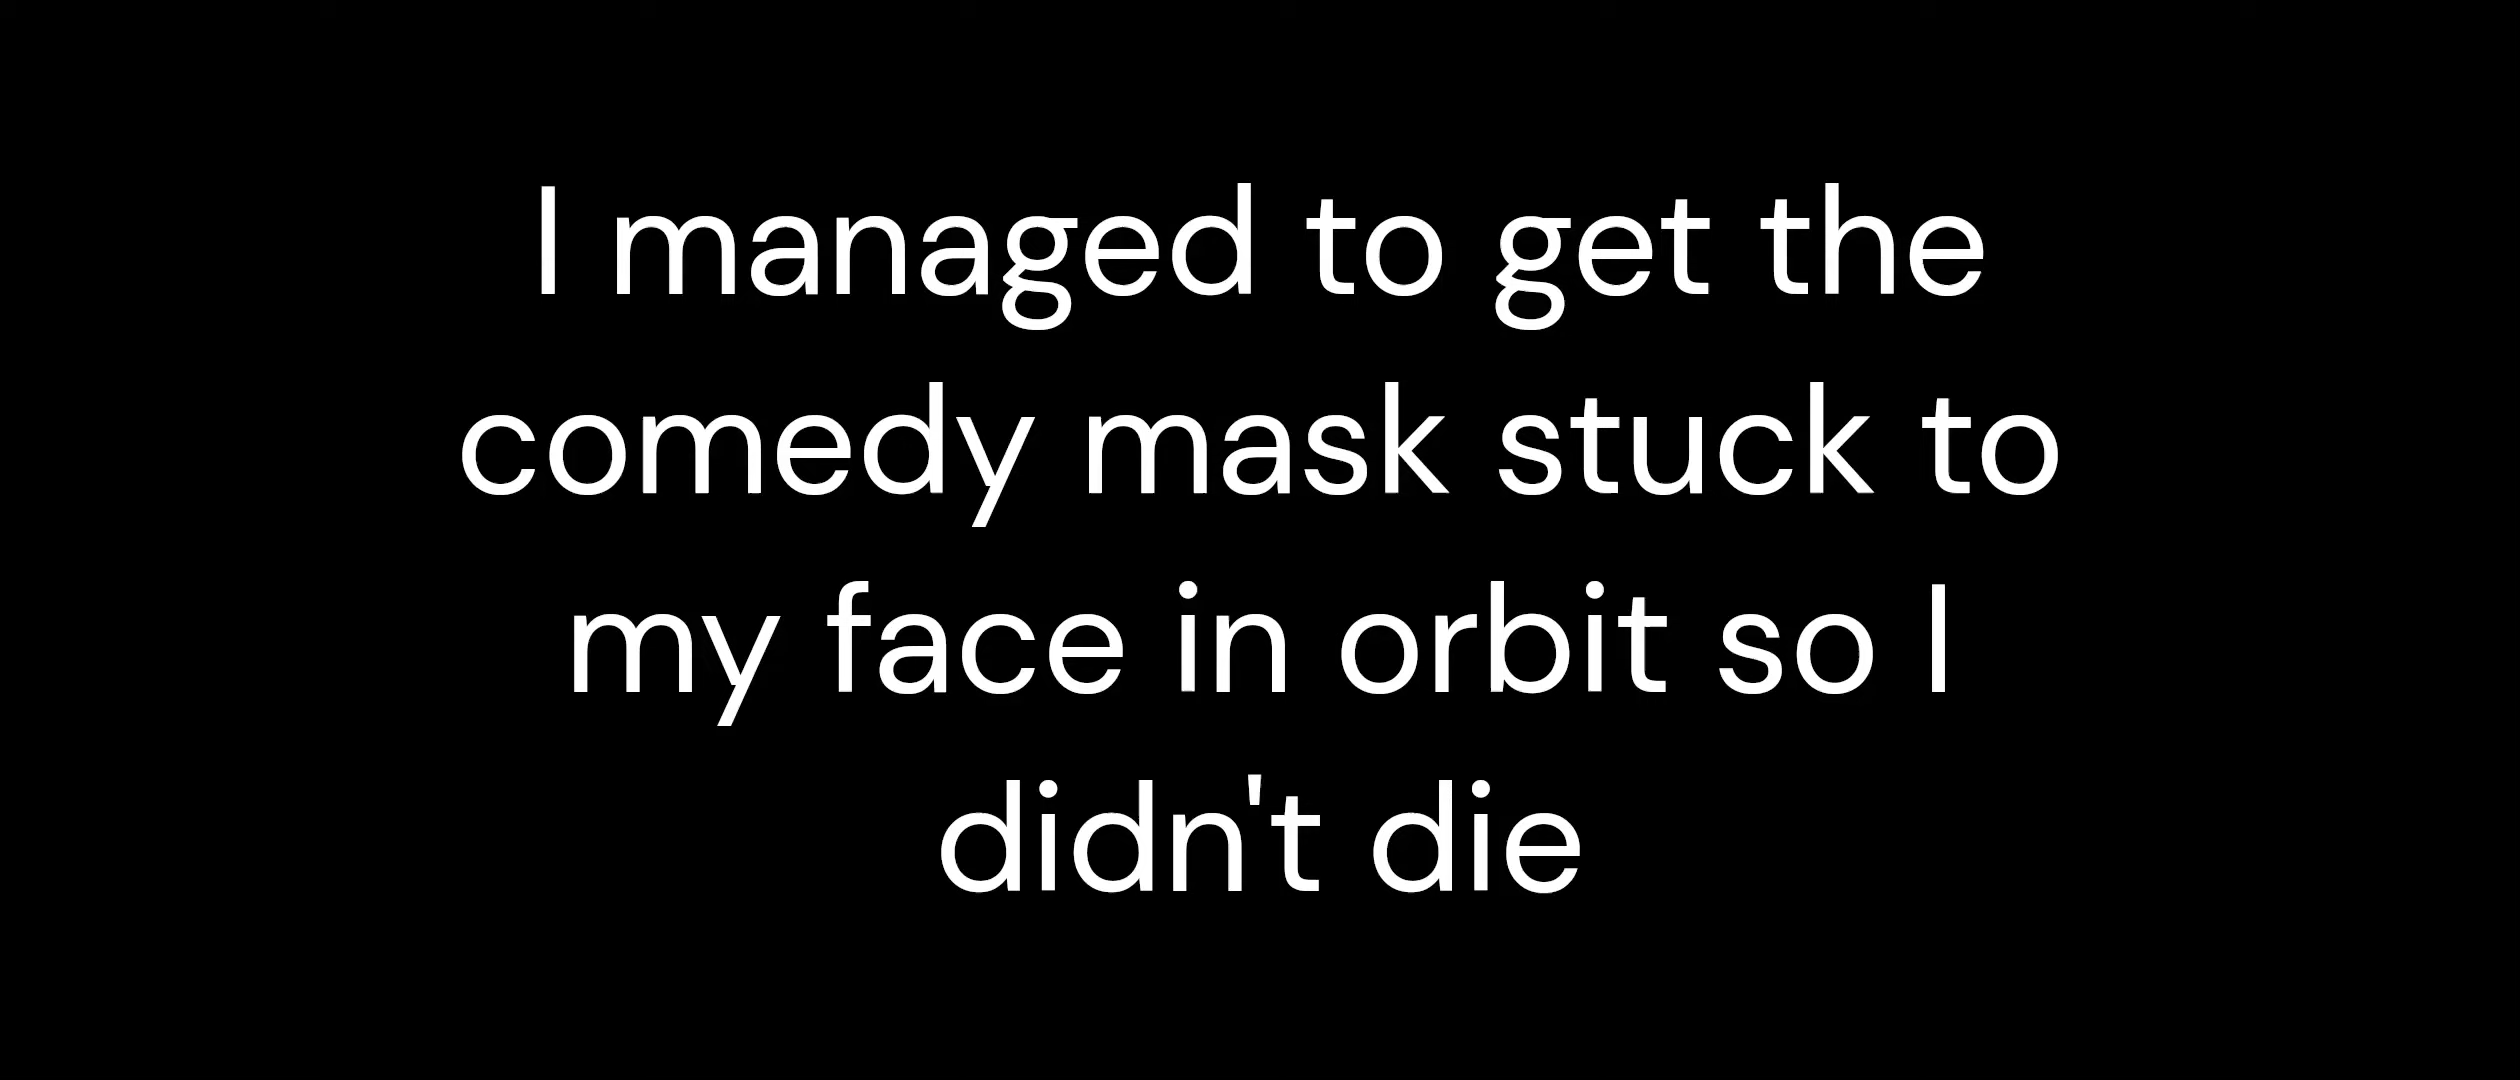 I managed to get the
comedy mask stuck to
my face in orbit so I
didn't die